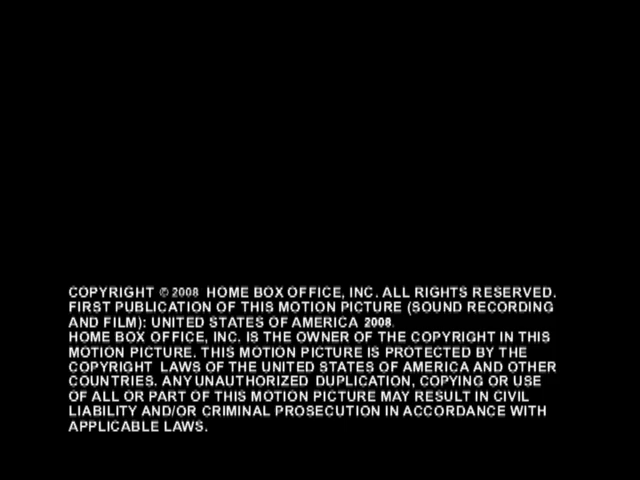 COPYRIGHT © 2008 HOME BOX OFFICE, INC. ALL RIGHTS RESERVED.
FIRST PUBLICATION OF THIS MOTION PICTURE (SOUND RECORDING
AND FILM): UNITED STATES OF AMERICA 2008.
HOME BOX OFFICE, INC. IS THE OWNER OF THE COPYRIGHT IN THIS
MOTION PICTURE. THIS MOTION PICTURE IS PROTECTED BY THE
COPYRIGHT LAWS OF THE UNITED STATES OF AMERICA AND OTHER
COUNTRIES. ANY UNAUTHORIZED DUPLICATION, COPYING OR USE
OF ALL OR PART OF THIS MOTION PICTURE MAY RESULT IN CIVIL
LIABILITY AND/OR CRIMINAL PROSECUTION IN ACCORDANCE WITH
APPLICABLE LAWS.